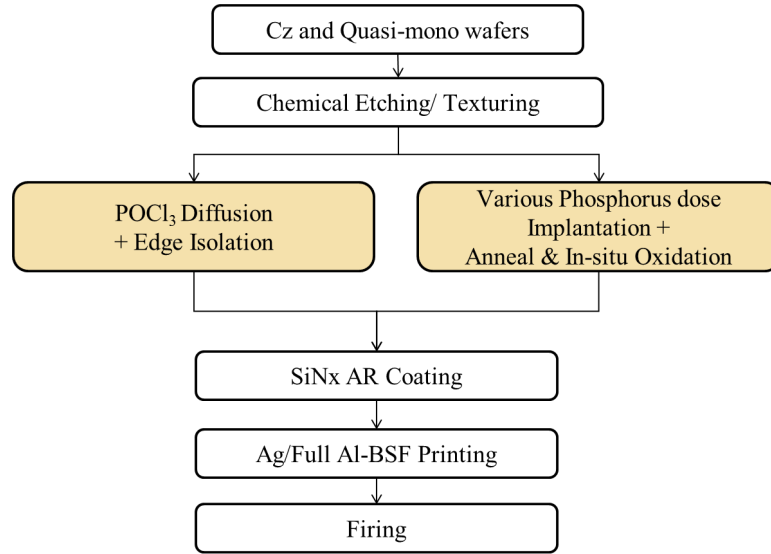 Cz and Quasi-mono wafers
Chemical Etching/ Texturing
POCl₃ Diffusion
+ Edge Isolation
Various Phosphorus dose
Implantation +
Anneal & In-situ Oxidation
SiNx AR Coating
Ag/Full Al-BSF Printing
Firing